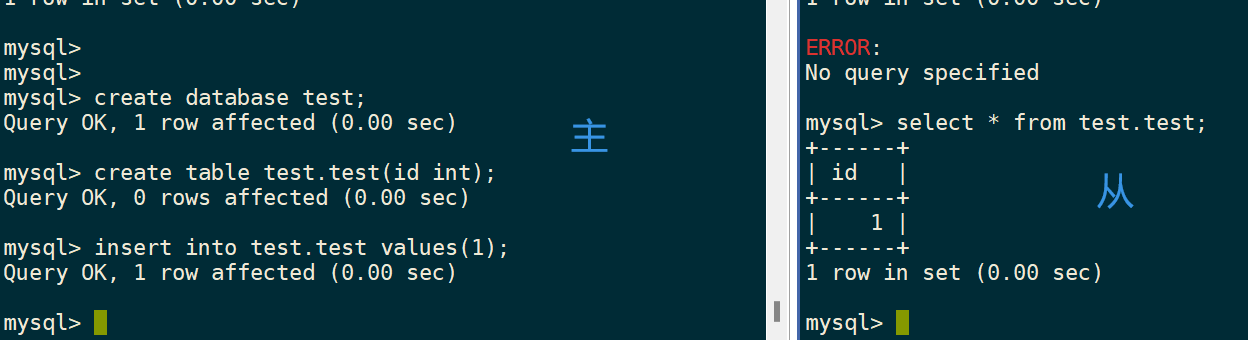 1 row in set (0.00 sec)
mysql>
mysql>
mysql> create database test;
Query OK, 1 row affected (0.00 sec)
mysql> create table test.test(id int);
Query OK, 0 rows affected (0.00 sec)
mysql> insert into test.test values(1);
Query OK, 1 row affected (0.00 sec)
mysql>
主
1 row in set (0.00 sec)
ERROR:
No query specified
mysql> select * from test.test;
+------+
| id   |
+------+
|    1 |
+------+
1 row in set (0.00 sec)
mysql>
从